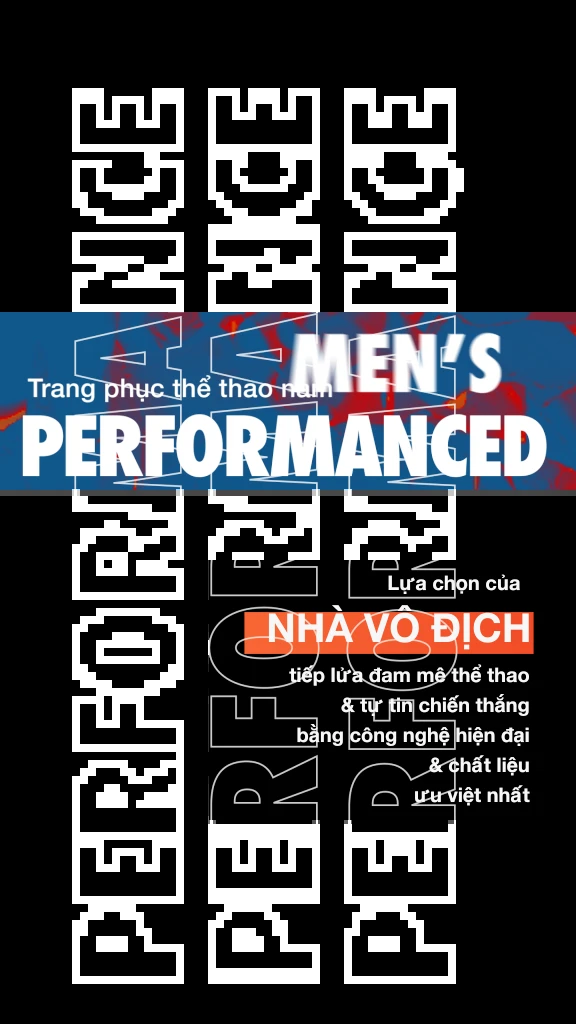 MEN'S
Trang phục thể thao nam
PERFORMANCED
Lựa chọn của
NHÀ VÔ ĐỊCH
tiếp lửa đam mê thể thao
& tự tin chiến thắng
bằng công nghệ hiện đại
& chất liệu
ưu việt nhất
PERFORMANCE
PERFORMANCE
PERFORMANCE